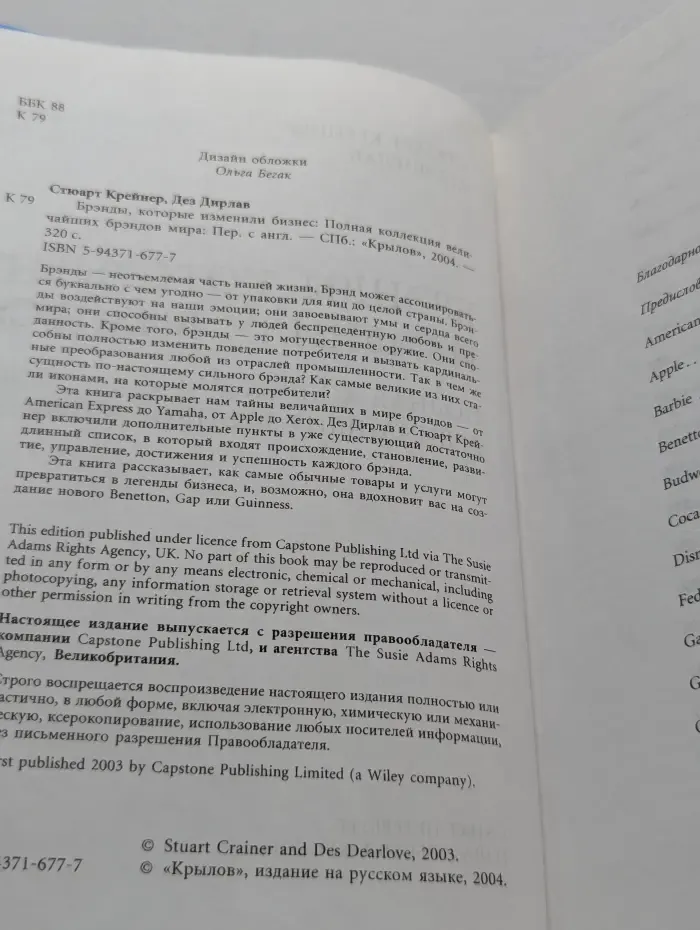 ББК 88
К 79
Дизайн обложки
Ольга Бегак
К 79
Стюарт Крейнер, Дез Дирлав
Брэнды, которые изменили бизнес: Полная коллекция вели-
чайших брэндов мира: Пер. с англ. — СПб.: «Крылов», 2004. —
320 с.
ISBN 5-94371-677-7
Брэнды — неотъемлемая часть нашей жизни. Брэнд может ассоциировать-
ся буквально с чем угодно — от упаковки для яиц до целой страны. Брэн-
ды воздействуют на наши эмоции; они завоевывают умы и сердца всего
мира; они способны вызывать у людей беспрецедентную любовь и пре-
данность. Кроме того, брэнды — это могущественное оружие. Они спо-
собны полностью изменить поведение потребителя и вызвать кардиналь-
ные преобразования любой из отраслей промышленности. Так в чем же
сущность по-настоящему сильного брэнда? Как самые великие из них ста-
ли иконами, на которые молятся потребители?
Эта книга раскрывает нам тайны величайших в мире брэндов — от
American Express до Yamaha, от Apple до Xerox. Дез Дирлав и Стюарт Крей-
нер включили дополнительные пункты в уже существующий достаточно
длинный список, в который входят происхождение, становление, разви-
тие, управление, достижения и успешность каждого брэнда.
Эта книга рассказывает, как самые обычные товары и услуги могут
превратиться в легенды бизнеса, и, возможно, она вдохновит вас на соз-
дание нового Benetton, Gap или Guinness.
This edition published under licence from Capstone Publishing Ltd via The Susie
Adams Rights Agency, UK. No part of this book may be reproduced or transmit-
ted in any form or by any means electronic, chemical or mechanical, including
photocopying, any information storage or retrieval system without a licence or
other permission in writing from the copyright owners.
Настоящее издание выпускается с разрешения правообладателя —
компании Capstone Publishing Ltd, и агентства The Susie Adams Rights
Agency, Великобритания.
Строго воспрещается воспроизведение настоящего издания полностью или
астично, в любой форме, включая электронную, химическую или механи-
ческую, ксерокопирование, использование любых носителей информации,
ез письменного разрешения Правообладателя.
rst published 2003 by Capstone Publishing Limited (a Wiley company).
4371-677-7
© Stuart Crainer and Des Dearlove, 2003.
© «Крылов», издание на русском языке, 2004.
Благодарно
Предислов
American
Apple . .
Barbie
Benetto
Budw
Coca
Disn
Fed
Ga
G